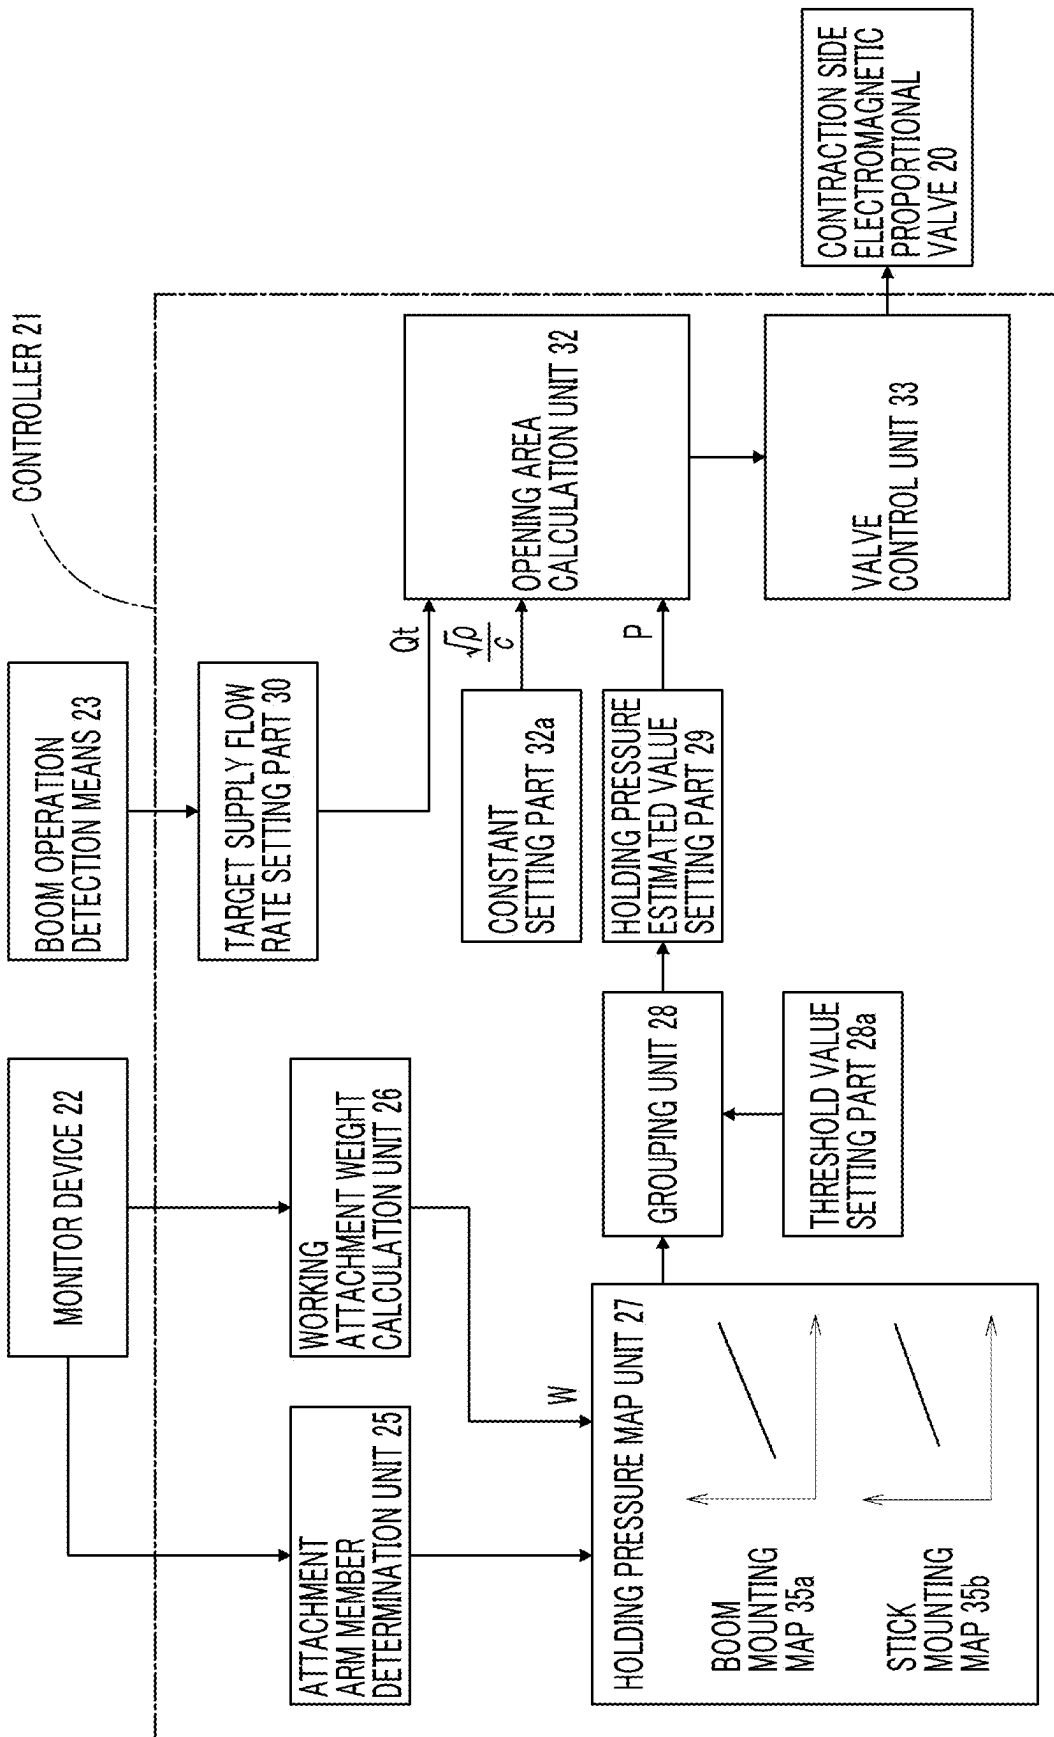 CONTROLLER 21
MONITOR DEVICE 22
BOOM OPERATION
DETECTION MEANS 23
TARGET SUPPLY FLOW
RATE SETTING PART 30
ATTACHMENT
ARM MEMBER
DETERMINATION UNIT 25
WORKING
ATTACHMENT WEIGHT
CALCULATION UNIT 26
W
Qt
√ρ
c
CONSTANT
SETTING PART 32a
OPENING AREA
CALCULATION UNIT 32
HOLDING PRESSURE MAP UNIT 27
BOOM
MOUNTING
MAP 35a
STICK
MOUNTING
MAP 35b
GROUPING UNIT 28
THRESHOLD VALUE
SETTING PART 28a
HOLDING PRESSURE
ESTIMATED VALUE
SETTING PART 29
P
VALVE
CONTROL UNIT 33
CONTRACTION SIDE
ELECTROMAGNETIC
PROPORTIONAL
VALVE 20